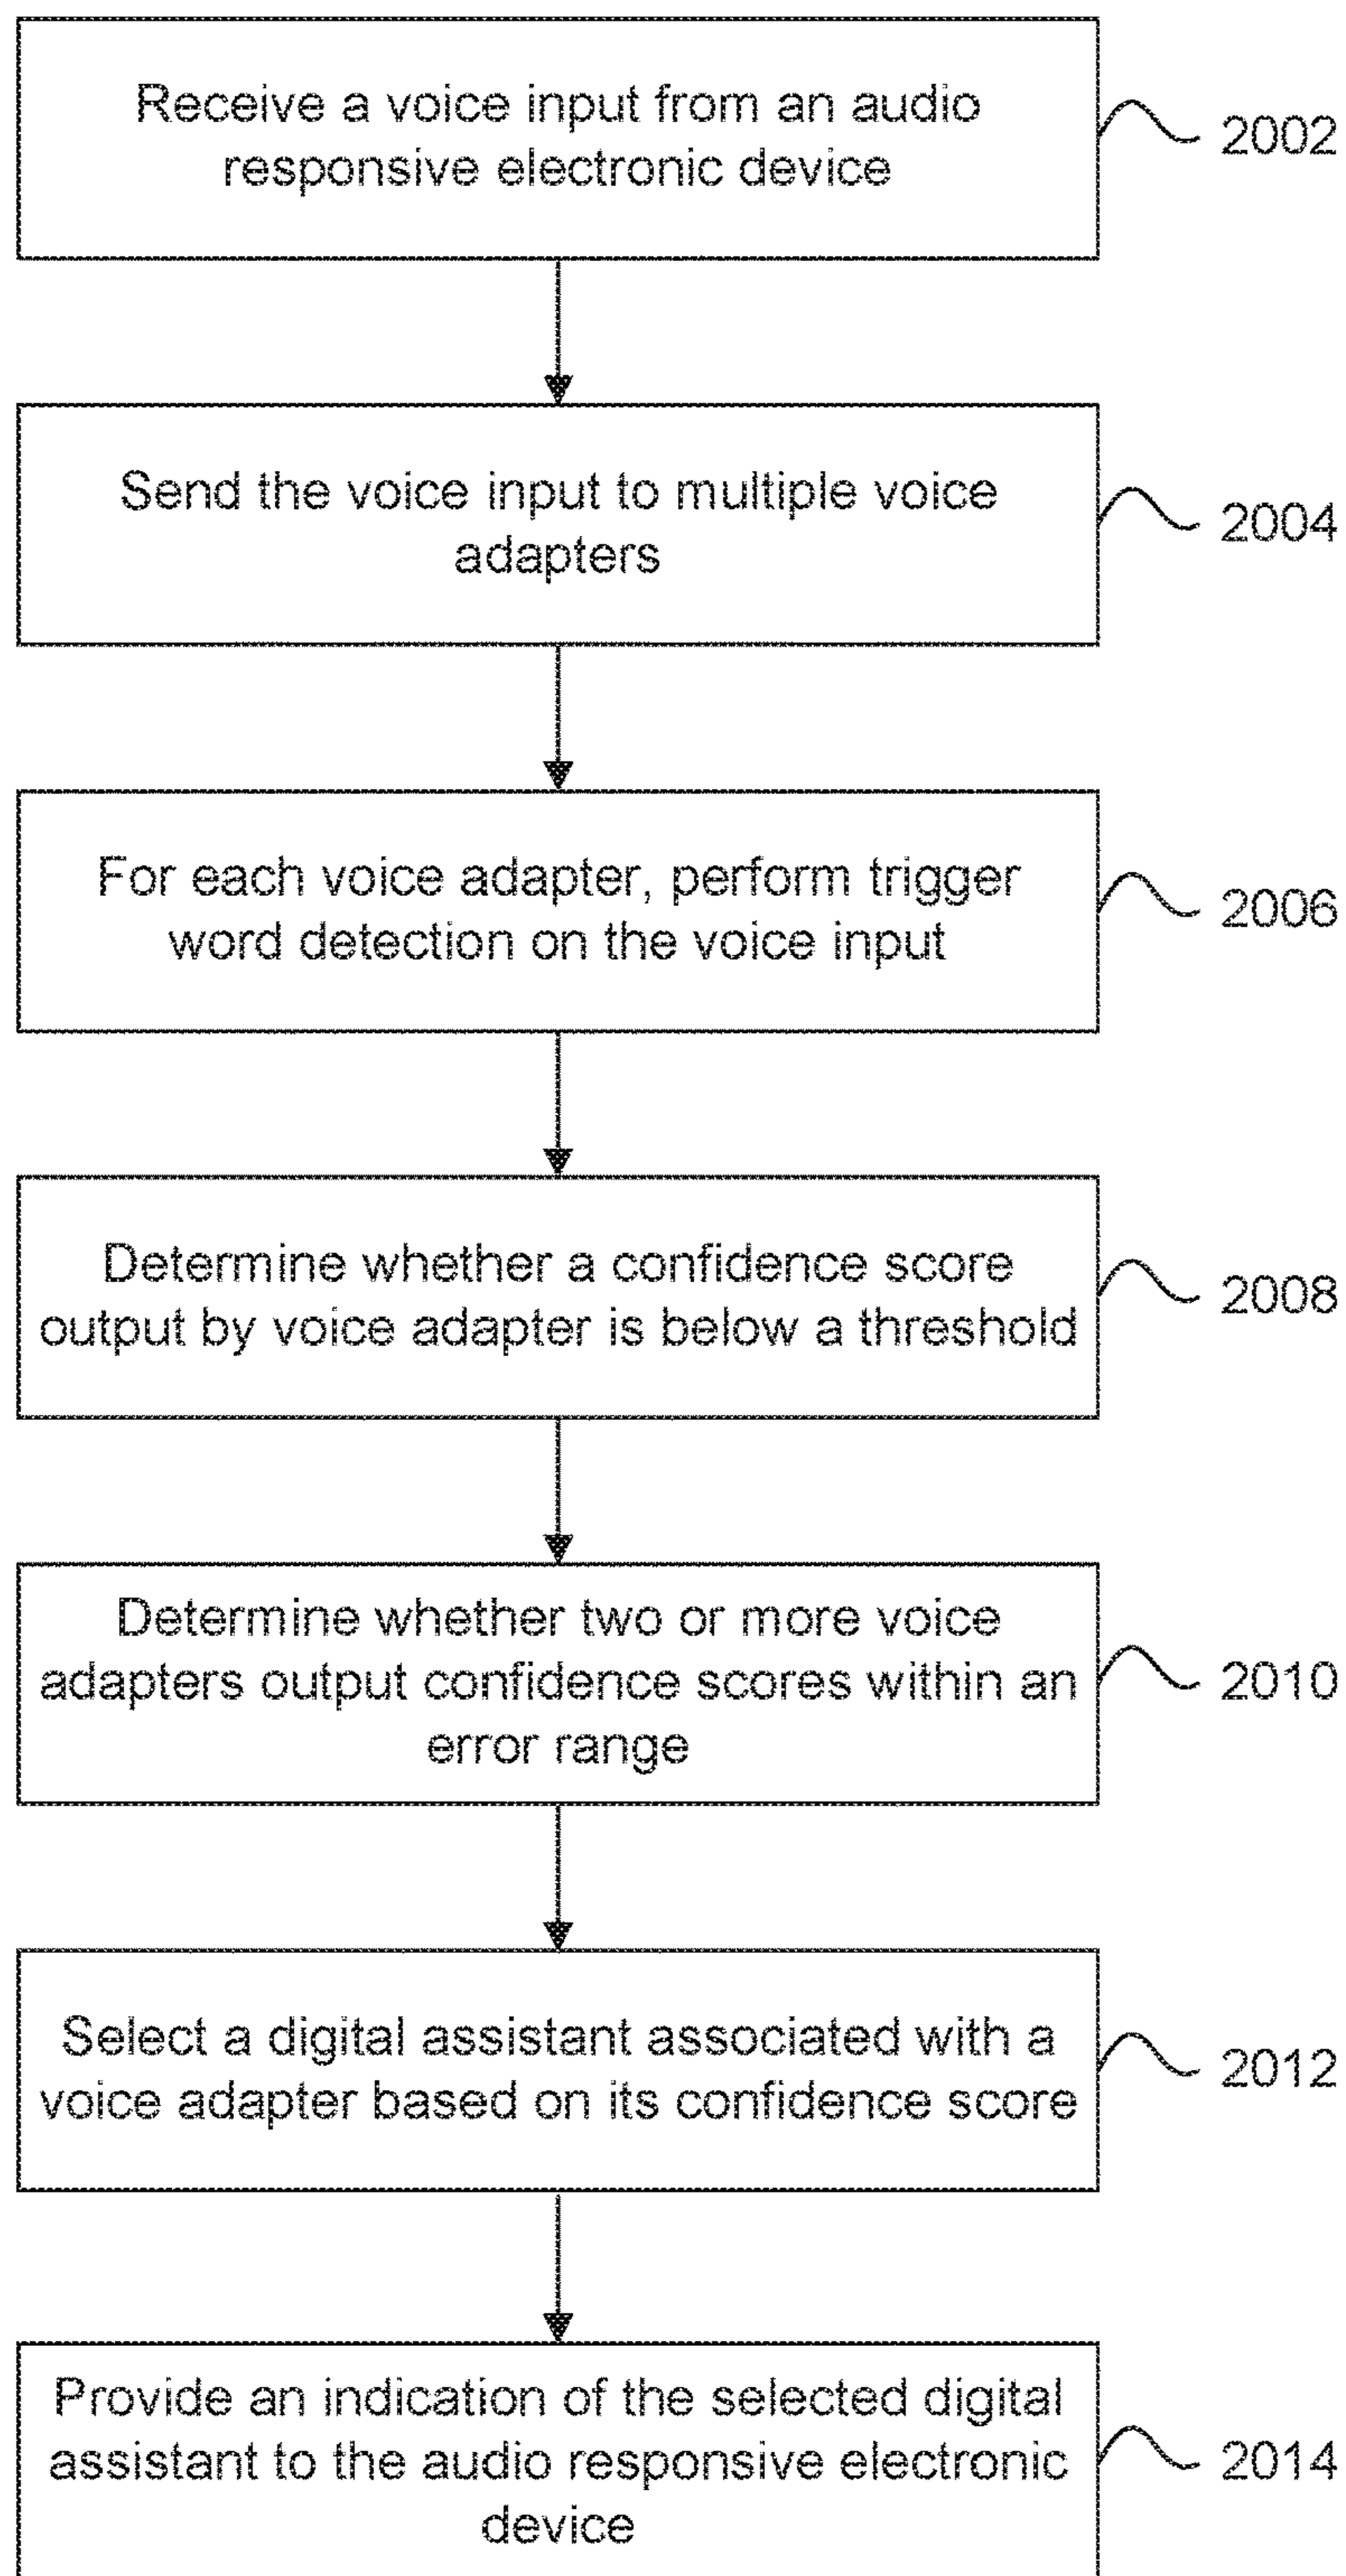 Receive a voice input from an audio
responsive electronic device
2002
Send the voice input to multiple voice
adapters
2004
For each voice adapter, perform trigger
word detection on the voice input
2006
Determine whether a confidence score
output by voice adapter is below a threshold
2008
Determine whether two or more voice
adapters output confidence scores within an
error range
2010
Select a digital assistant associated with a
voice adapter based on its confidence score
2012
Provide an indication of the selected digital
assistant to the audio responsive electronic
device
2014